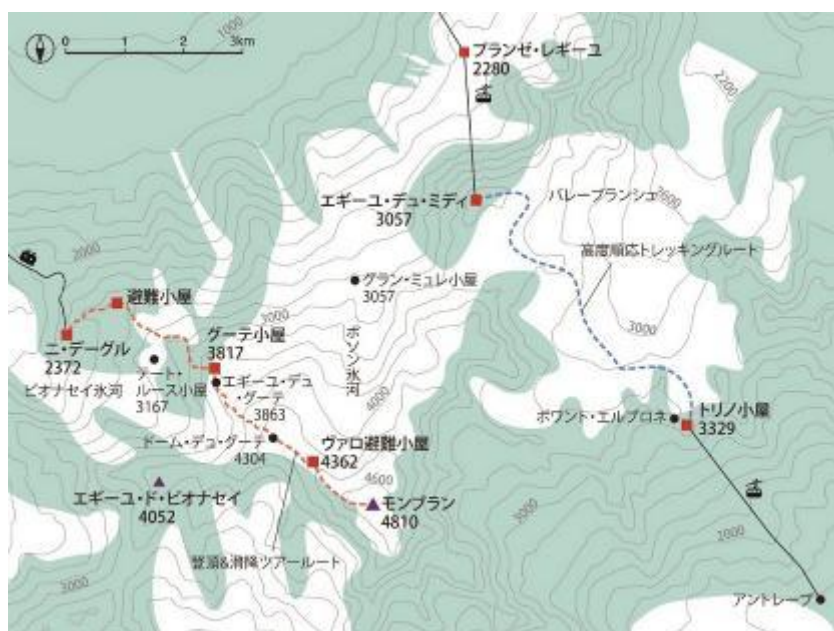 0 1 2 3km
プランゼ・レギーユ
2280
2200
エギーユ・デュ・ミディ
3057
バレーブランシュ
2600
高度順応トレッキングルート
2000
グラン・ミュレ小屋
3057
避難小屋
3000
グーテ小屋
3817
ボソン氷河
3000
ニ・デーグル
2372
ビオナセイ氷河
テート・
ルース小屋
3167
エギーユ・デュ
・グーテ
3863
4000
ポワント・エルブロネ
トリノ小屋
3329
ドーム・デュ・グーテ
4304
ヴァロ避難小屋
4362
4600
モンブラン
4810
エギーユ・ド・ビオナセイ
4052
登頂&滑降ツアールート
3000
3000
2000
アントレーブ